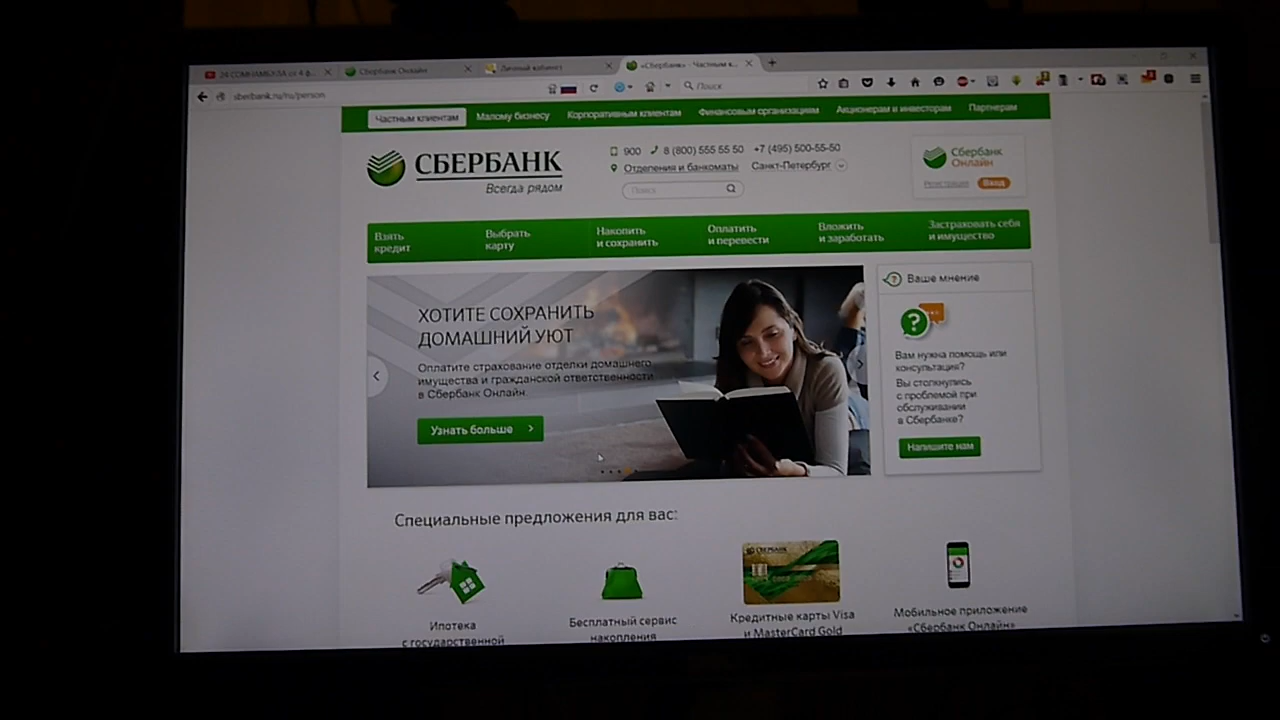 24 СОМНАМБУЛА от 4 ф...
Сбербанк Онлайн
Личный кабинет
«Сбербанк» - Частным к...
sberbank.ru/ru/person
Поиск
Частным клиентам
Малому бизнесу
Корпоративным клиентам
Финансовым организациям
Акционерам и инвесторам
Партнерам
СБЕРБАНК
Всегда рядом
900
8 (800) 555 55 50
+7 (495) 500-55-50
Отделения и банкоматы
Санкт-Петербург
Поиск
Сбербанк
Онлайн
Регистрация
Вход
Взять
кредит
Выбрать
карту
Накопить
и сохранить
Оплатить
и перевести
Вложить
и заработать
Застраховать себя
и имущество
ХОТИТЕ СОХРАНИТЬ
ДОМАШНИЙ УЮТ
Оплатите страхование отделки домашнего
имущества и гражданской ответственности
в Сбербанк Онлайн
Узнать больше
Ваше мнение
Вам нужна помощь или
консультация?
Вы столкнулись
с проблемой при
обслуживании
в Сбербанке?
Напишите нам
Специальные предложения для вас:
Ипотека
с государственной
Бесплатный сервис
накопления
СБЕРБАНК
Кредитные карты Visa
и MasterCard Gold
Мобильное приложение
«Сбербанк Онлайн»